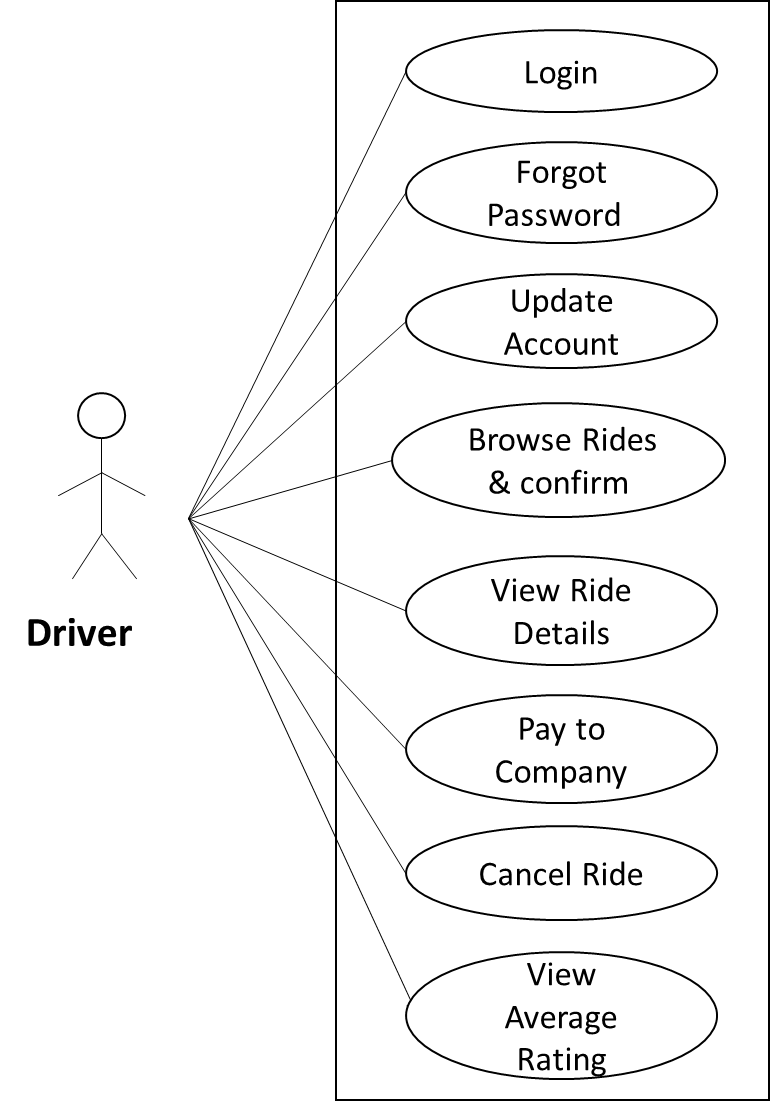 Login
Forgot
Password
Update
Account
Browse Rides
& confirm
View Ride
Details
Driver
Pay to
Company
Cancel Ride
View
Average
Rating